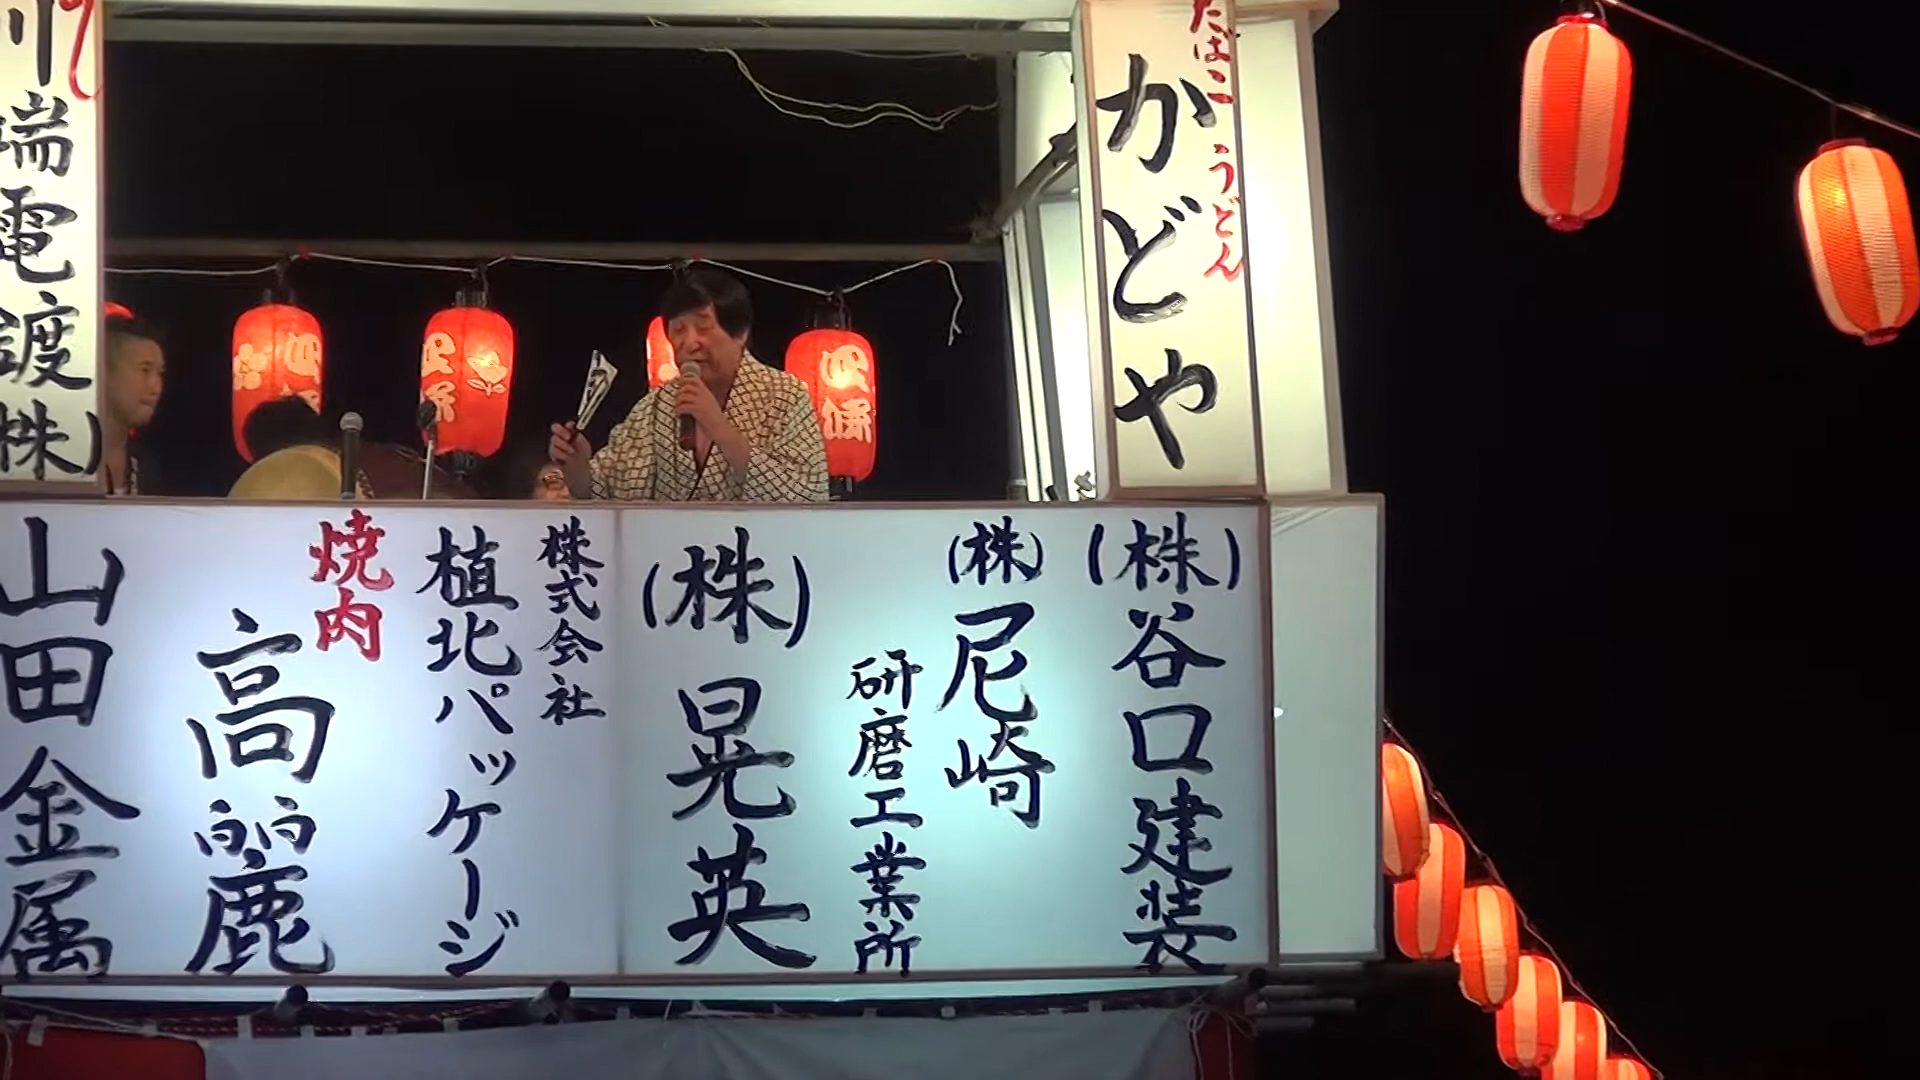 たばこ うどん
かどや
川端電鍍(株)
(株)谷口建装
(株)尼崎
研磨工業所
(株)晃英
株式会社
植北パッケージ
焼肉
高麗
山田金属